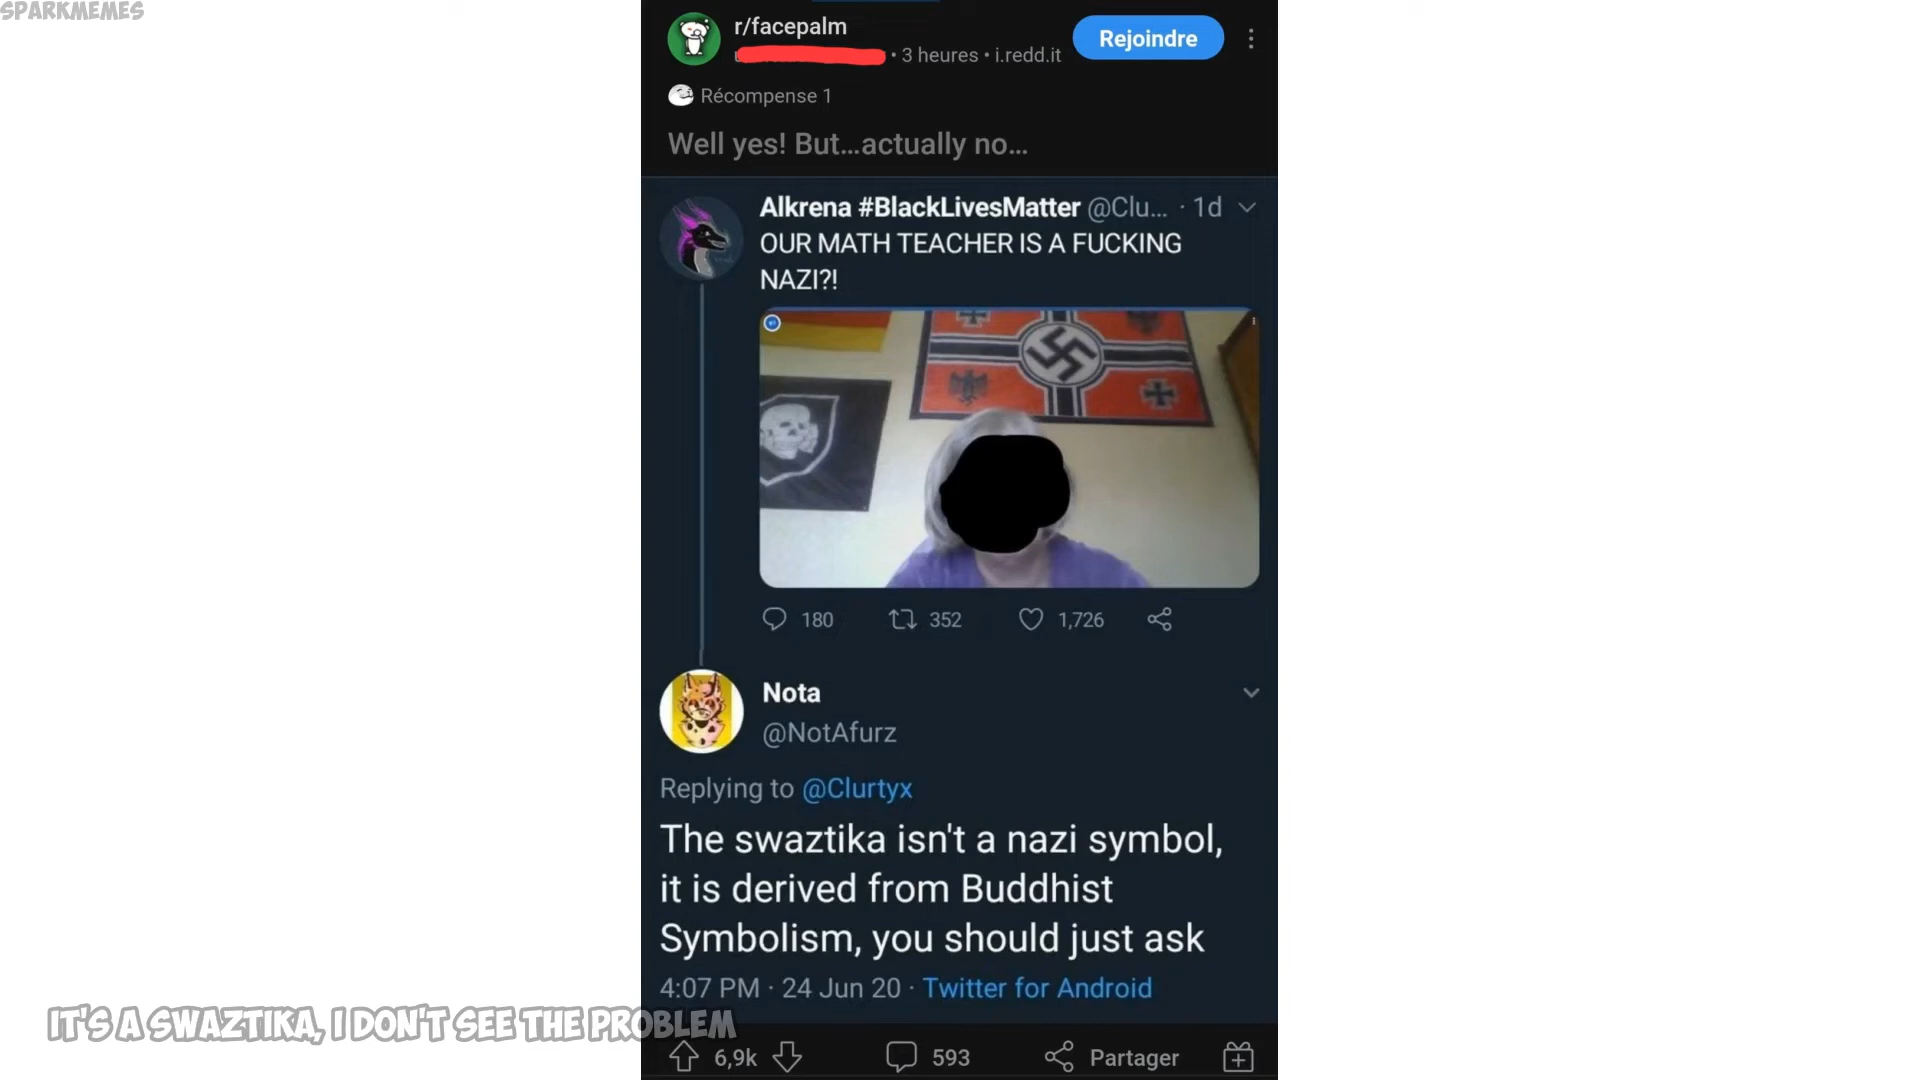 SPARKMEMES
r/facepalm
• 3 heures • i.redd.it
Rejoindre
Récompense 1
Well yes! But...actually no...
Alkrena #BlackLivesMatter @Clu... · 1d
OUR MATH TEACHER IS A FUCKING
NAZI?!
180 352 1,726
Nota
@NotAfurz
Replying to @Clurtyx
The swaztika isn't a nazi symbol,
it is derived from Buddhist
Symbolism, you should just ask
4:07 PM · 24 Jun 20 · Twitter for Android
IT'S A SWAZTIKA, I DON'T SEE THE PROBLEM
6,9k 593 Partager